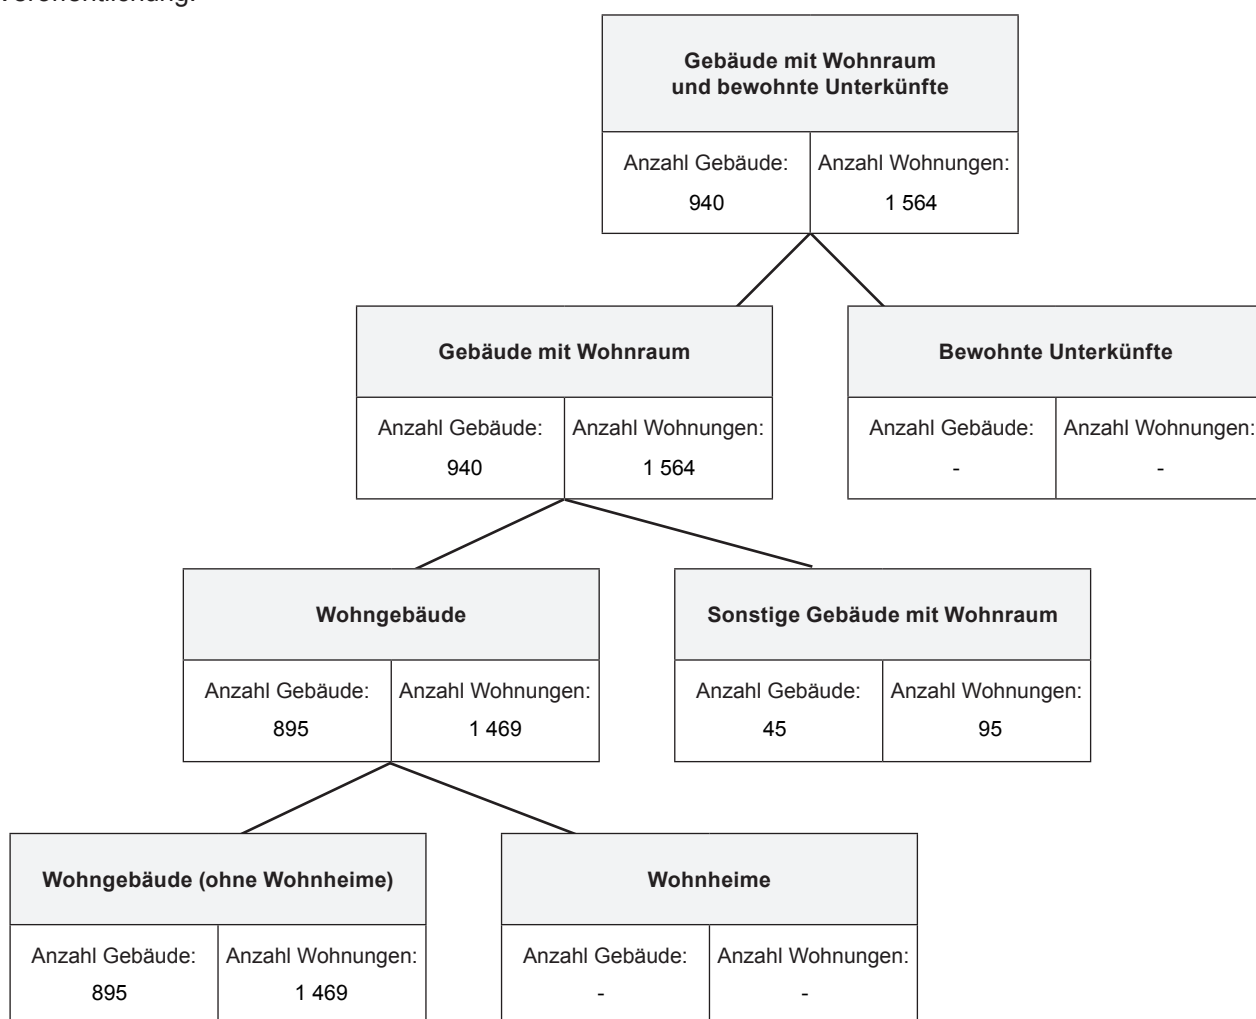 Veröffentlichung.
Gebäude mit Wohnraum
und bewohnte Unterkünfte
Anzahl Gebäude: Anzahl Wohnungen:
940 1 564
Gebäude mit Wohnraum Bewohnte Unterkünfte
Anzahl Gebäude: Anzahl Wohnungen: Anzahl Gebäude: Anzahl Wohnungen:
940 1 564 - -
Wohngebäude Sonstige Gebäude mit Wohnraum
Anzahl Gebäude: Anzahl Wohnungen: Anzahl Gebäude: Anzahl Wohnungen:
895 1 469 45 95
Wohngebäude (ohne Wohnheime) Wohnheime
Anzahl Gebäude: Anzahl Wohnungen: Anzahl Gebäude: Anzahl Wohnungen:
895 1 469 - -